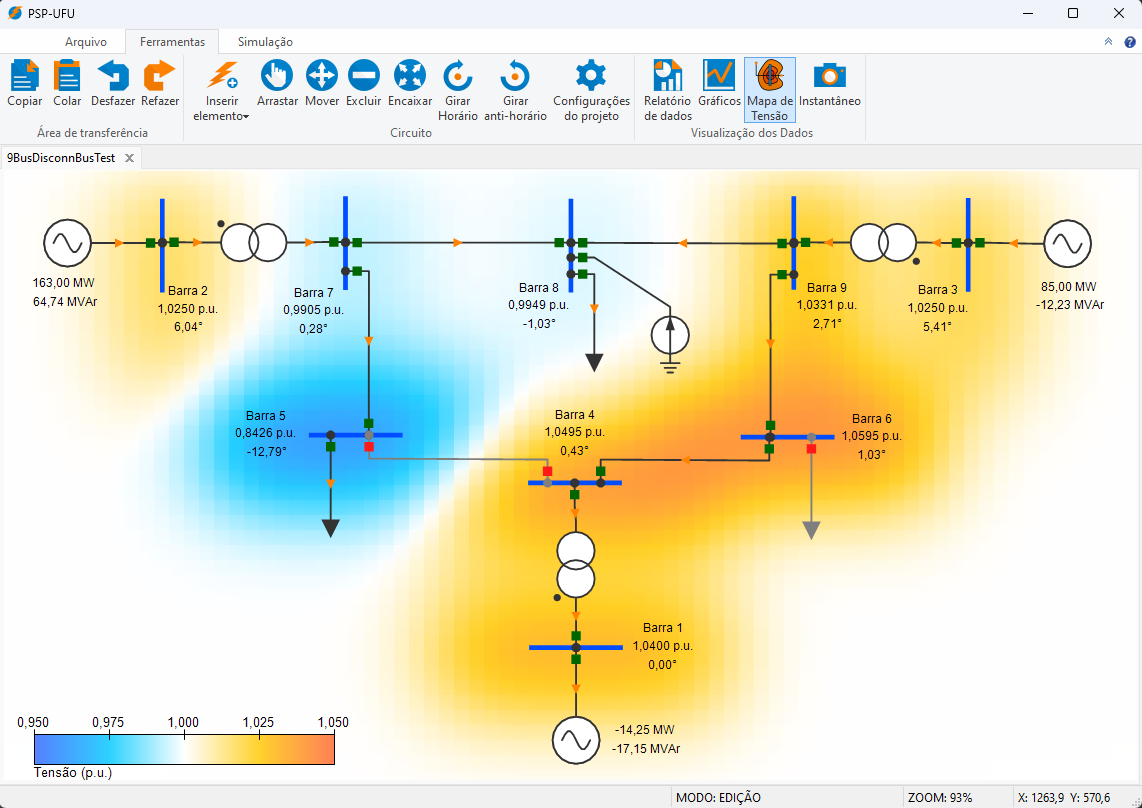 PSP-UFU
Arquivo
Ferramentas
Simulação
Copiar
Colar
Desfazer
Refazer
Inserir
elemento
Arrastar
Mover
Excluir
Encaixar
Girar
Horário
Girar
anti-horário
Configurações
do projeto
Relatório
de dados
Gráficos
Mapa de
Tensão
Instantâneo
Área de transferência
Circuito
Visualização dos Dados
9BusDisconnBusTest
163,00 MW
64,74 MVAr
Barra 2
1,0250 p.u.
6,04°
Barra 7
0,9905 p.u.
0,28°
Barra 8
0,9949 p.u.
-1,03°
Barra 9
1,0331 p.u.
2,71°
Barra 3
1,0250 p.u.
5,41°
85,00 MW
-12,23 MVAr
Barra 5
0,8426 p.u.
-12,79°
Barra 4
1,0495 p.u.
0,43°
Barra 6
1,0595 p.u.
1,03°
Barra 1
1,0400 p.u.
0,00°
-14,25 MW
-17,15 MVAr
0,950 0,975 1,000 1,025 1,050
Tensão (p.u.)
MODO: EDIÇÃO
ZOOM: 93%
X: 1263,9 Y: 570,6